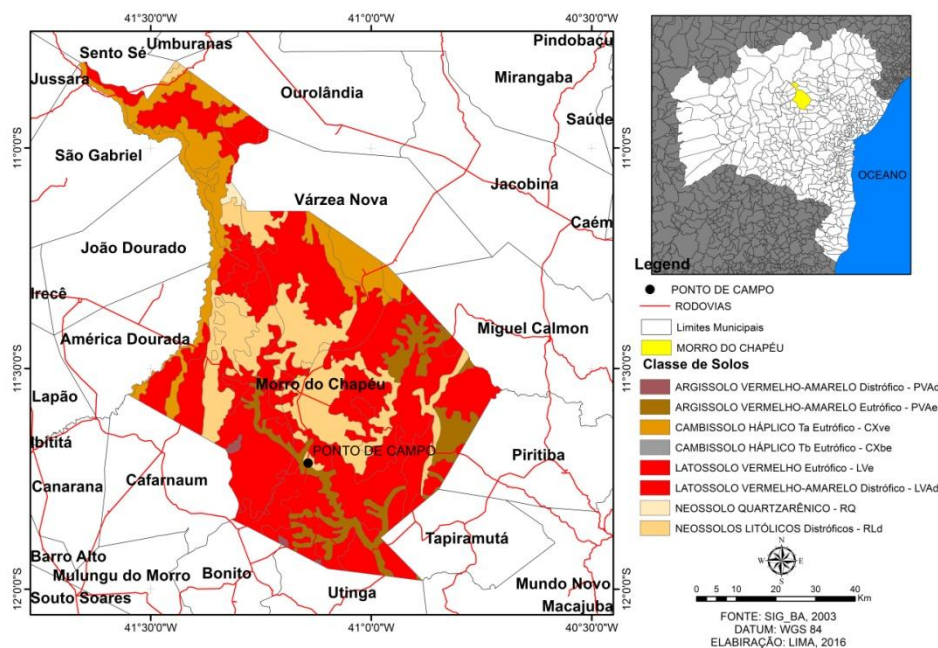 41°30'0"S
41°0'0"W
40°30'0"S
Umburanas
Sento Sé
Pindobaçu
Jussara
Mirangaba
Ourolândia
Saúde
11°0'0"S
São Gabriel
11°0'0"S
Jacobina
Várzea Nova
Caém
João Dourado
Irecê
América Dourada
Miguel Calmon
11°30'0"S
Morro do Chapéu
11°30'0"S
Lapão
Ibititá
PONTO DE CAMPO
Piritiba
Canarana
Cafarnaum
Tapiramutá
Barro Alto
Mulungu do Morro
Bonito
Mundo Novo
12°0'0"S
Souto Soares
Utinga
Macajuba
12°0'0"S
41°30'0"S
41°0'0"W
40°30'0"S
OCEANO
Legend
PONTO DE CAMPO
RODOVIAS
Limites Municipais
MORRO DO CHAPÉU
Classe de Solos
ARGISSOLO VERMELHO-AMARELO Distrófico - PVAd
ARGISSOLO VERMELHO-AMARELO Eutrófico - PVAe
CAMBISSOLO HÁPLICO Ta Eutrófico - CXve
CAMBISSOLO HÁPLICO Tb Eutrófico - CXbe
LATOSSOLO VERMELHO Eutrófico - LVe
LATOSSOLO VERMELHO-AMARELO Distrófico - LVAd
NEOSSOLO QUARTZARÊNICO - RQ
NEOSSOLOS LITÓLICOS Distróficos - RLd
N
W E
S
0 5 10 20 30 40
Km
FONTE: SIG_BA, 2003
DATUM: WGS 84
ELABIRAÇÃO: LIMA, 2016